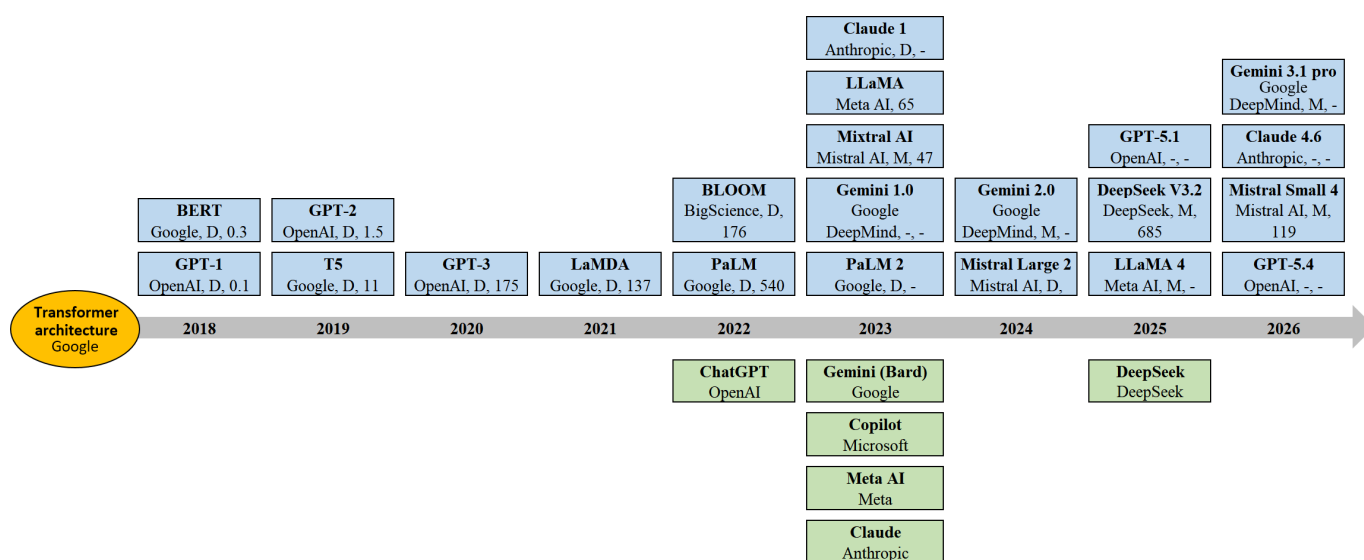 Claude 1
Anthropic, D, -
LLaMA
Meta AI, 65
Mixtral AI
Mistral AI, M, 47
Gemini 3.1 pro
Google
DeepMind, M, -
GPT-5.1
OpenAI, -, -
Claude 4.6
Anthropic, -, -
BERT
Google, D, 0.3
GPT-2
OpenAI, D, 1.5
BLOOM
BigScience, D,
176
Gemini 1.0
Google
DeepMind, -, -
Gemini 2.0
Google
DeepMind, M, -
DeepSeek V3.2
DeepSeek, M,
685
Mistral Small 4
Mistral AI, M,
119
GPT-1
OpenAI, D, 0.1
T5
Google, D, 11
GPT-3
OpenAI, D, 175
LaMDA
Google, D, 137
PaLM
Google, D, 540
PaLM 2
Google, D, -
Mistral Large 2
Mistral AI, D,
LLaMA 4
Meta AI, M, -
GPT-5.4
OpenAI, -, -
Transformer
architecture
Google
2018
2019
2020
2021
2022
2023
2024
2025
2026
ChatGPT
OpenAI
Gemini (Bard)
Google
DeepSeek
DeepSeek
Copilot
Microsoft
Meta AI
Meta
Claude
Anthropic